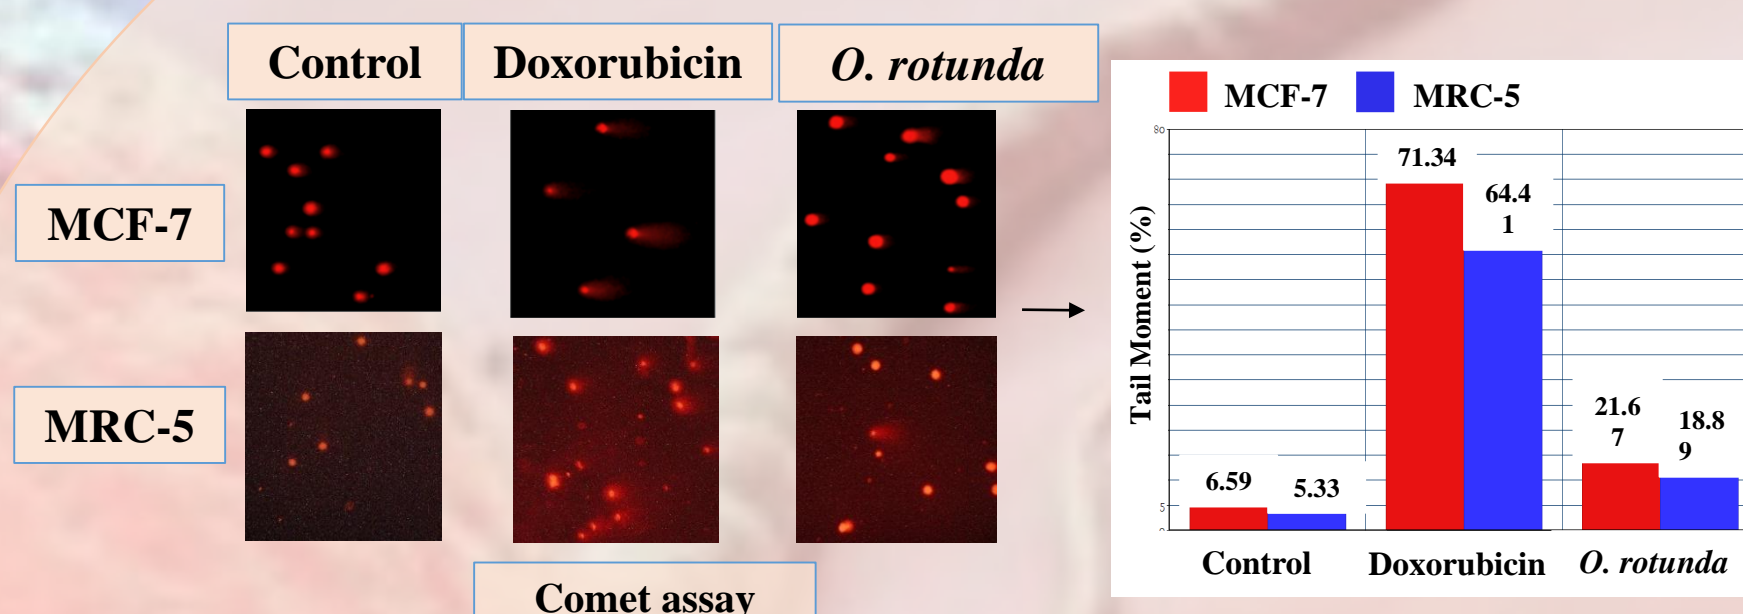 Control
Doxorubicin
O. rotunda
MCF-7
MRC-5
Comet assay
MCF-7
MRC-5
Tail Moment (%)
80
5
0
6.59
5.33
71.34
64.4
1
21.6
7
18.8
9
Control
Doxorubicin
O. rotunda